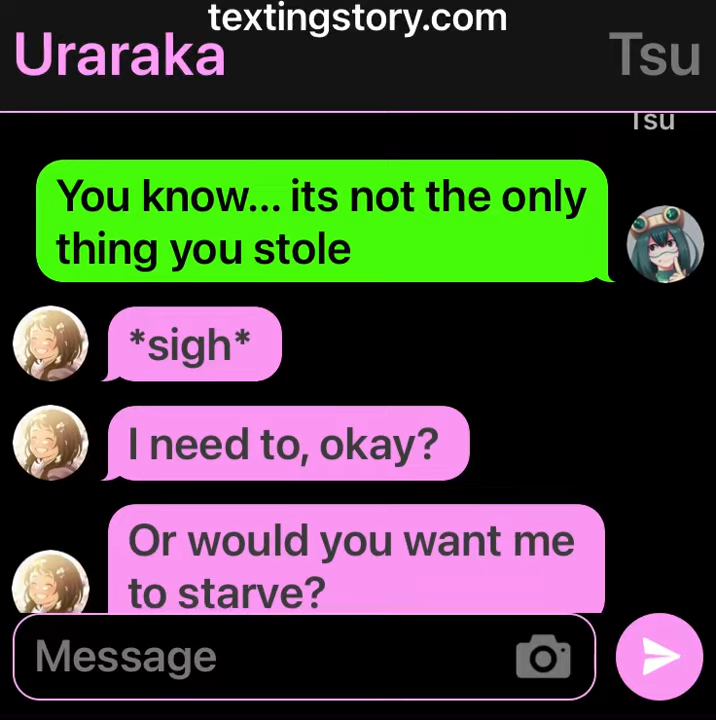 textingstory.com
Uraraka
Tsu
Tsu
You know... its not the only
thing you stole
*sigh*
I need to, okay?
Or would you want me
to starve?
Message